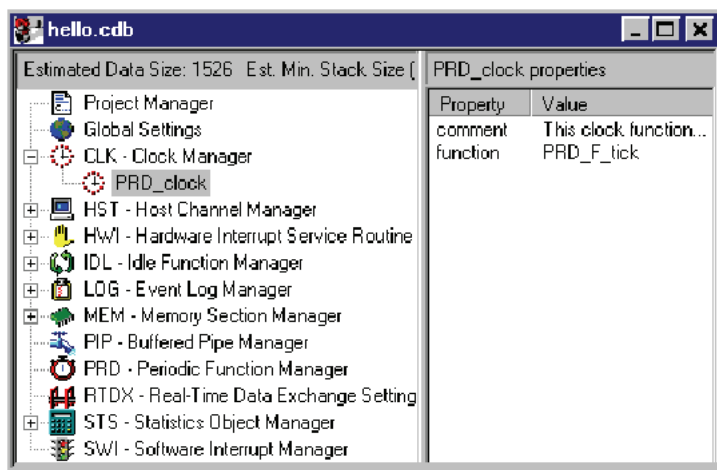 hello.cdb
Estimated Data Size: 1526 Est. Min. Stack Size (
Project Manager
Global Settings
CLK - Clock Manager
PRD_clock
HST - Host Channel Manager
HWI - Hardware Interrupt Service Routine
IDL - Idle Function Manager
LOG - Event Log Manager
MEM - Memory Section Manager
PIP - Buffered Pipe Manager
PRD - Periodic Function Manager
RTDX - Real-Time Data Exchange Setting
STS - Statistics Object Manager
SWI - Software Interrupt Manager
PRD_clock properties
Property Value
comment This clock function...
function PRD_F_tick